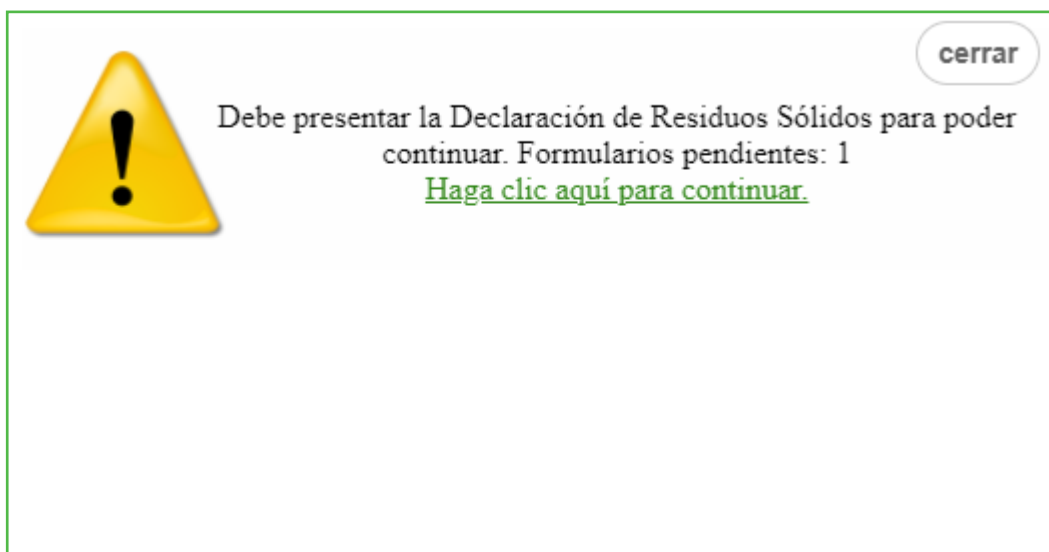 cerrar
Debe presentar la Declaración de Residuos Sólidos para poder
continuar. Formularios pendientes: 1
Haga clic aquí para continuar.